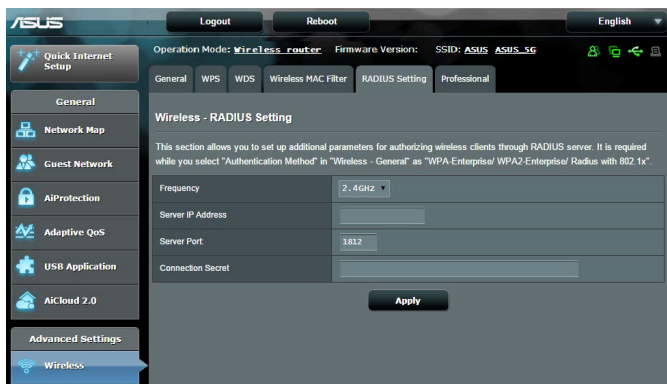 ASUS
Logout
Reboot
English
Quick Internet
Setup
Operation Mode: Wireless router Firmware Version: SSID: ASUS ASUS_5G
General
WPS
WDS
Wireless MAC Filter
RADIUS Setting
Professional
General
Network Map
Guest Network
AiProtection
Adaptive QoS
USB Application
AiCloud 2.0
Advanced Settings
Wireless
Wireless - RADIUS Setting
This section allows you to set up additional parameters for authorizing wireless clients through RADIUS server. It is required
while you select "Authentication Method" in "Wireless - General" as "WPA-Enterprise/ WPA2-Enterprise/ Radius with 802.1x".
Frequency
2.4GHz
Server IP Address
Server Port:
1812
Connection Secret
Apply